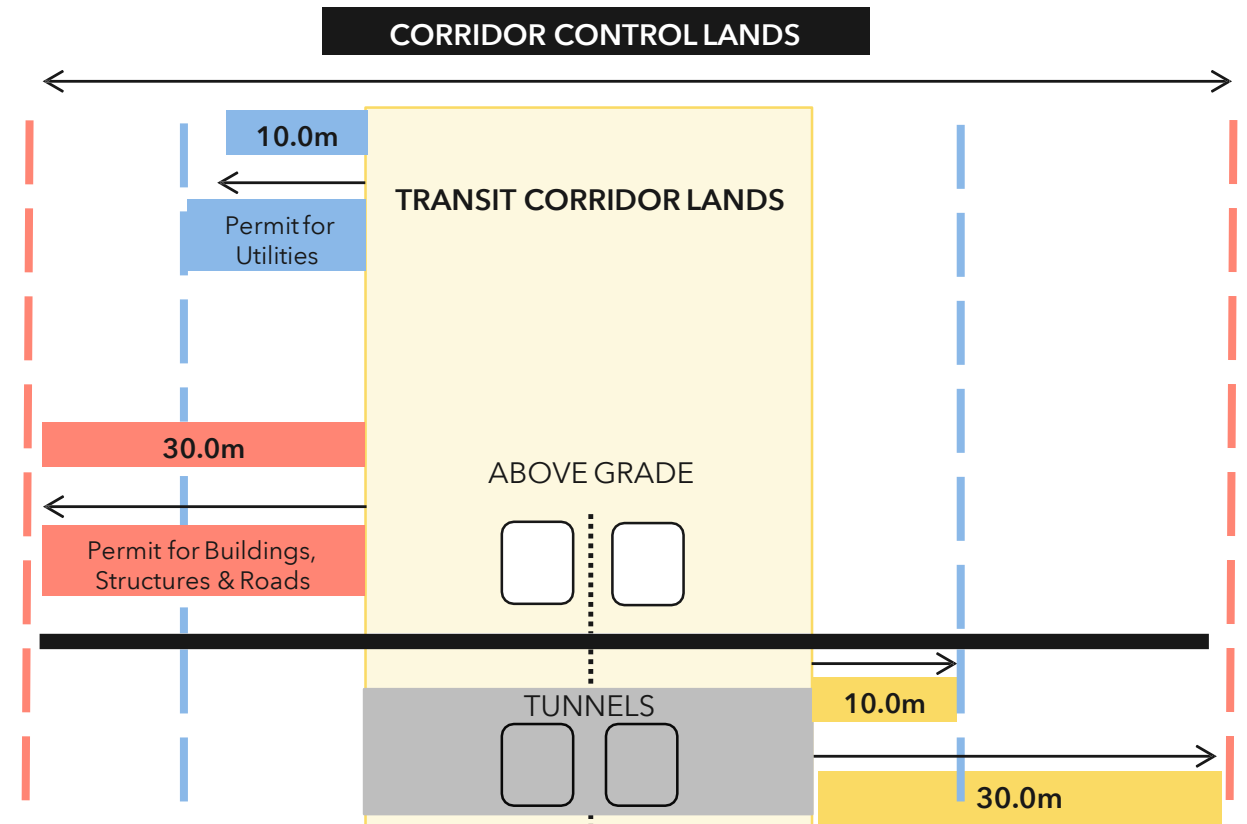 CORRIDOR CONTROL LANDS
10.0m
TRANSIT CORRIDOR LANDS
Permit for
Utilities
30.0m
ABOVE GRADE
Permit for Buildings,
Structures & Roads
TUNNELS
10.0m
30.0m